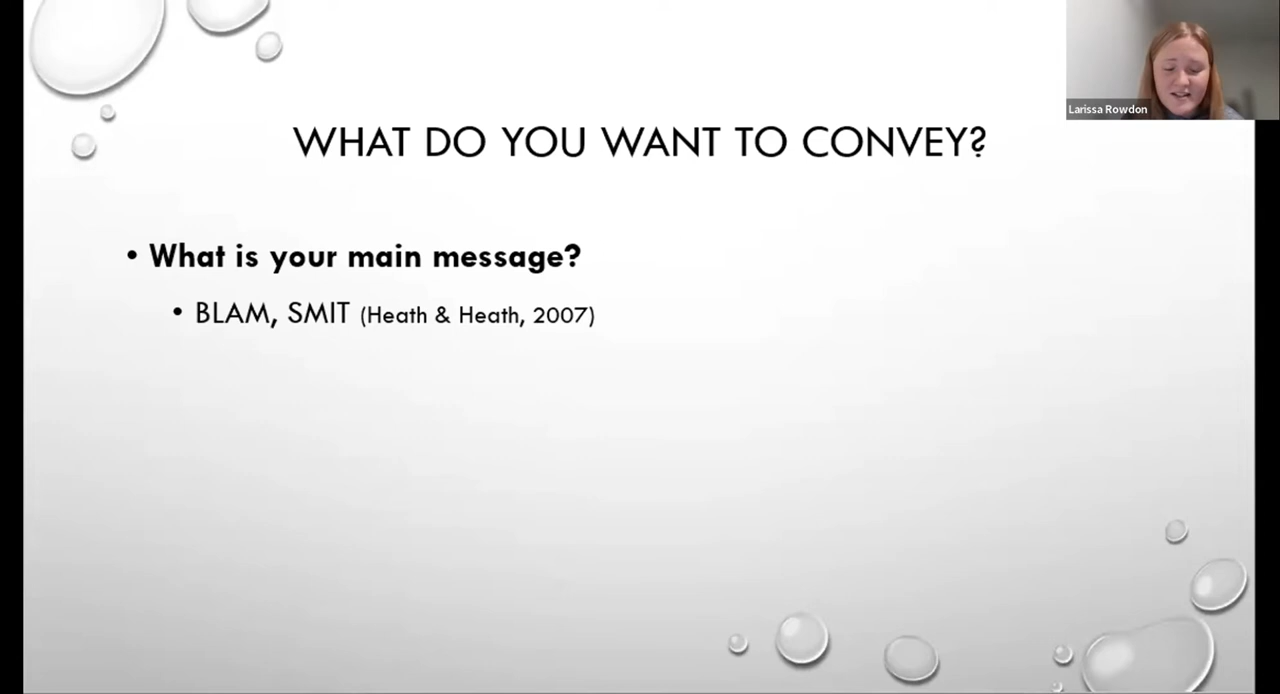 WHAT DO YOU WANT TO CONVEY?
Larissa Rowdon
• What is your main message?
• BLAM, SMIT (Heath & Heath, 2007)